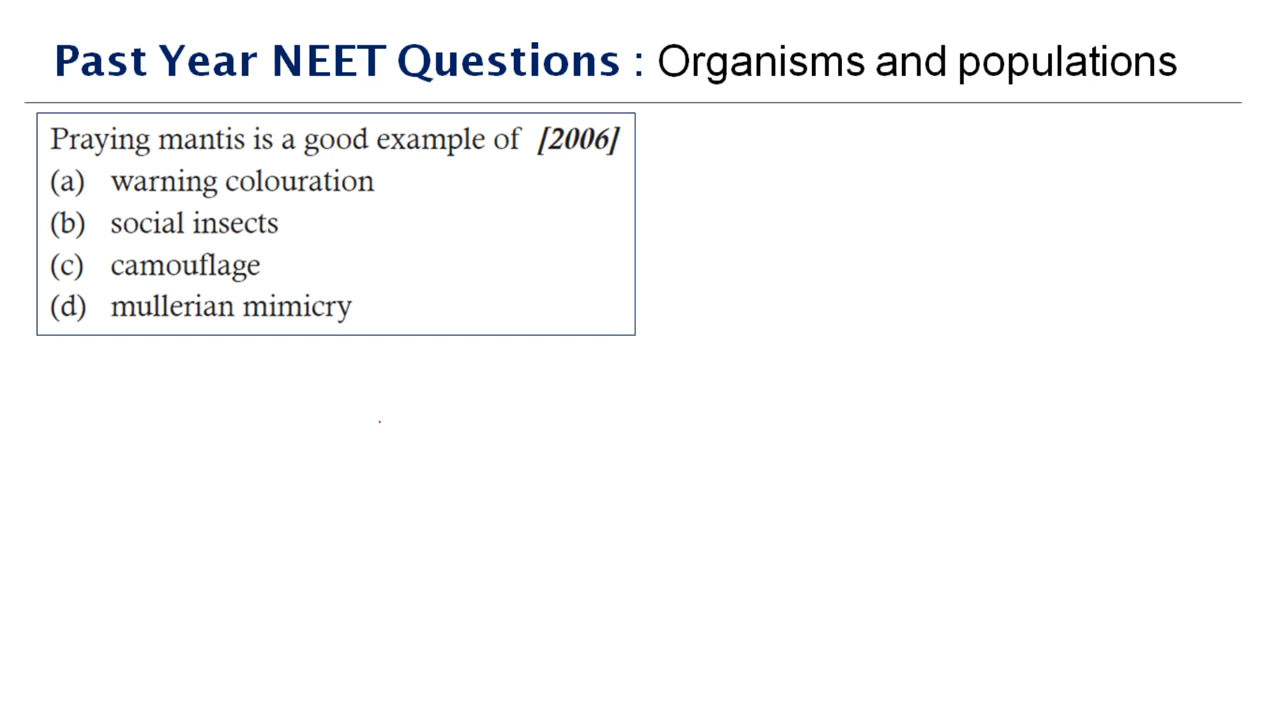 Past Year NEET Questions : Organisms and populations
Praying mantis is a good example of [2006]
(a) warning colouration
(b) social insects
(c) camouflage
(d) mullerian mimicry